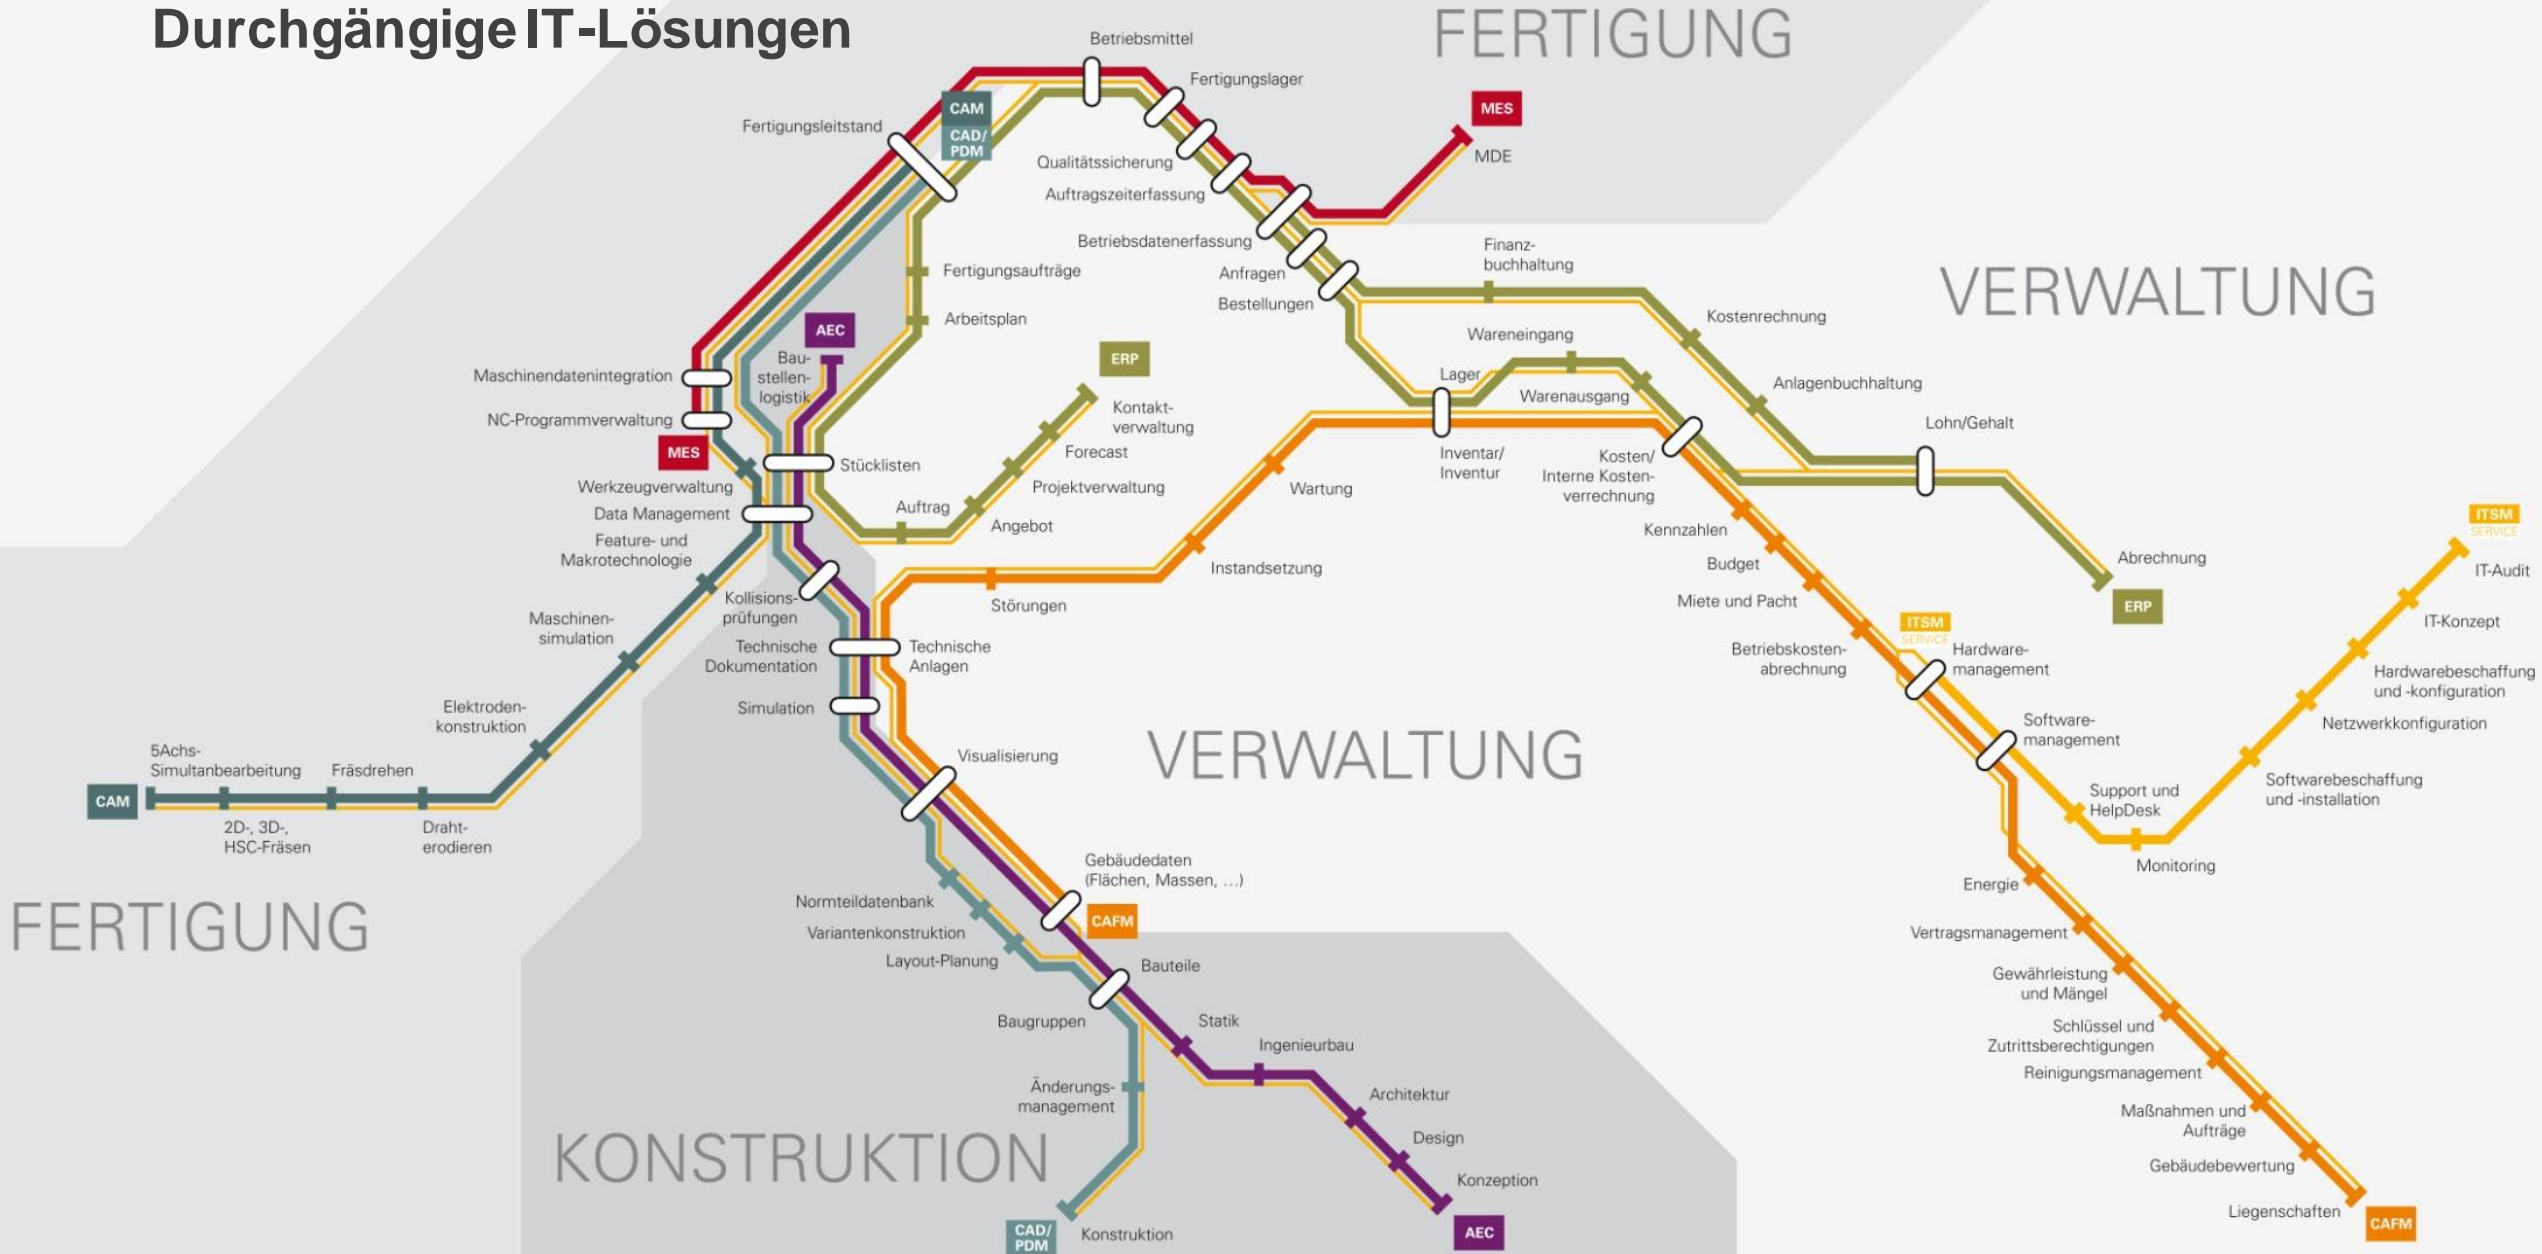 Durchgängige IT-Lösungen
FERTIGUNG
Betriebsmittel
Fertigungslager
CAM
CAD/
PDM
Fertigungsleitstand
MES
MDE
Qualitätssicherung
Auftragszeiterfassung
Betriebsdatenerfassung
Anfragen
Bestellungen
Finanz-
buchhaltung
VERWALTUNG
Kostenrechnung
Anlagenbuchhaltung
Lohn/Gehalt
Abrechnung
ERP
Fertigungsaufträge
Arbeitsplan
AEC
Bau-
stellen-
logistik
ERP
Kontakt-
verwaltung
Forecast
Projektverwaltung
Angebot
Auftrag
Maschinendatenintegration
NC-Programmverwaltung
MES
Stücklisten
Werkzeugverwaltung
Data Management
Feature- und
Makrotechnologie
Maschinen-
simulation
Elektroden-
konstruktion
5Achs-
Simultanbearbeitung
Fräsdrehen
CAM
2D-, 3D-,
HSC-Fräsen
Draht-
erodieren
FERTIGUNG
Wareneingang
Lager
Warenausgang
Inventar/
Inventur
Wartung
Instandsetzung
Störungen
Kosten/
Interne Kosten-
verrechnung
Kennzahlen
Budget
Miete und Pacht
Betriebskosten-
abrechnung
ITSM
SERVICE
Hardware-
management
Software-
management
Support und
HelpDesk
Monitoring
ITSM
SERVICE
IT-Audit
IT-Konzept
Hardwarebeschaffung
und -konfiguration
Netzwerkkonfiguration
Softwarebeschaffung
und -installation
Kollisions-
prüfungen
Technische
Dokumentation
Technische
Anlagen
Simulation
Visualisierung
VERWALTUNG
Gebäudedaten
(Flächen, Massen, ...)
CAFM
Normteildatenbank
Variantenkonstruktion
Layout-Planung
Bauteile
Baugruppen
Statik
Ingenieurbau
Änderungs-
management
Architektur
Design
Konzeption
AEC
KONSTRUKTION
CAD/
PDM
Konstruktion
Energie
Vertragsmanagement
Gewährleistung
und Mängel
Schlüssel und
Zutrittsberechtigungen
Reinigungsmanagement
Maßnahmen und
Aufträge
Gebäudebewertung
Liegenschaften
CAFM